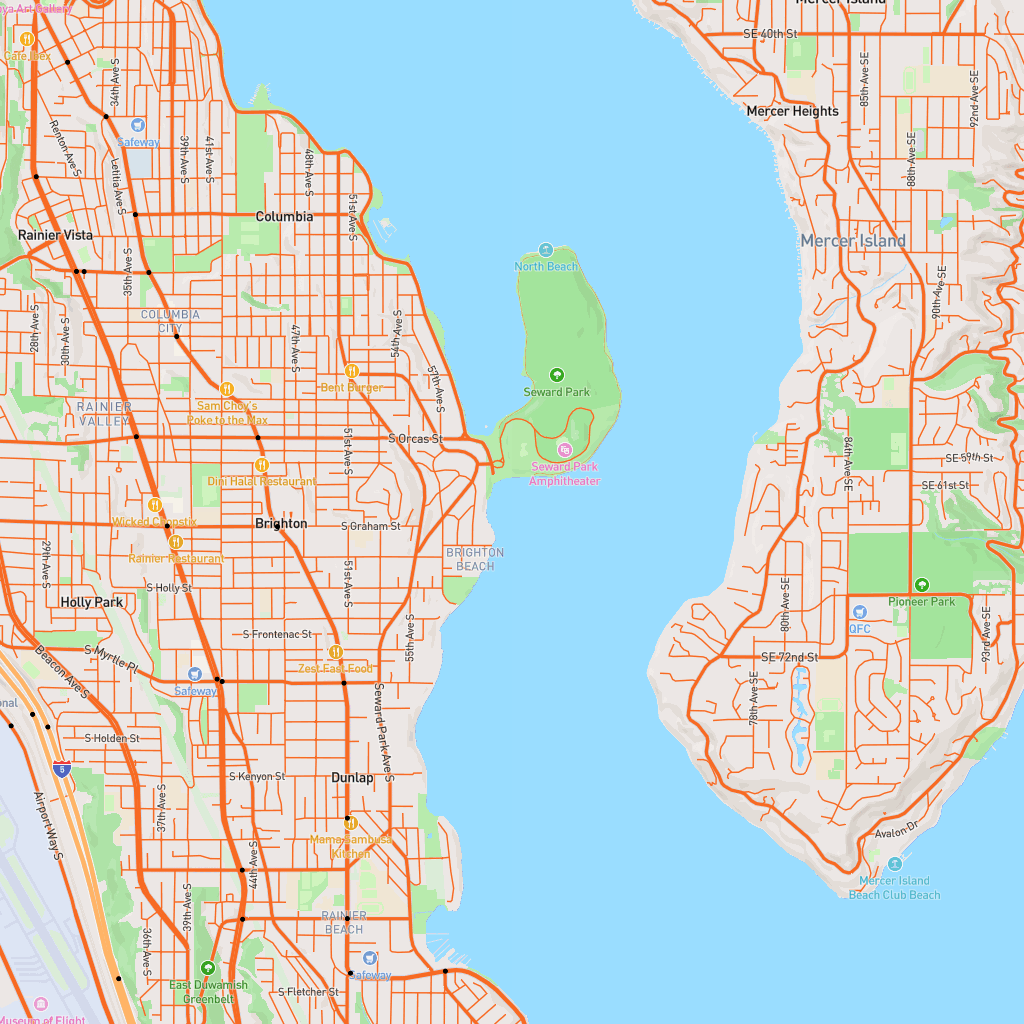 Mercer Island
Art Gallery
SE 40th St
Cafe Ibex
85th Ave SE
92nd Ave SE
34th Ave S
Mercer Heights
Safeway
Renton Ave S
39th Ave S
41st Ave S
48th Ave S
88th Ave SE
Letitia Ave S
51st Ave S
Columbia
Rainier Vista
Mercer Island
35th Ave S
North Beach
90th Ave SE
28th Ave S
30th Ave S
COLUMBIA
CITY
47th Ave S
54th Ave S
57th Ave S
Bent Burger
Seward Park
Sam Choy's
Poke to the Max
RAINIER
VALLEY
S Orcas St
51st Ave S
84th Ave SE
SE 59th St
Seward Park
Amphitheater
Dini Halal Restaurant
SE 61st St
Wicked Chopstix
Brighton
S Graham St
29th Ave S
Rainier Restaurant
BRIGHTON
BEACH
51st Ave S
S Holly St
80th Ave SE
Pioneer Park
Holly Park
QFC
S Frontenac St
55th Ave S
93rd Ave SE
S Myrtle Pl
SE 72nd St
Zest Fast Food
Beacon Ave S
Safeway
78th Ave SE
Seward Park Ave S
S Holden St
5
S Kenyon St
Dunlap
37th Ave S
Airport Way S
Avalon Dr
Mama Sambusa
Kitchen
44th Ave S
Mercer Island
Beach Club Beach
39th Ave S
RAINIER
BEACH
36th Ave S
Safeway
East Duwamish
Greenbelt
S Fletcher St
Museum of Flight